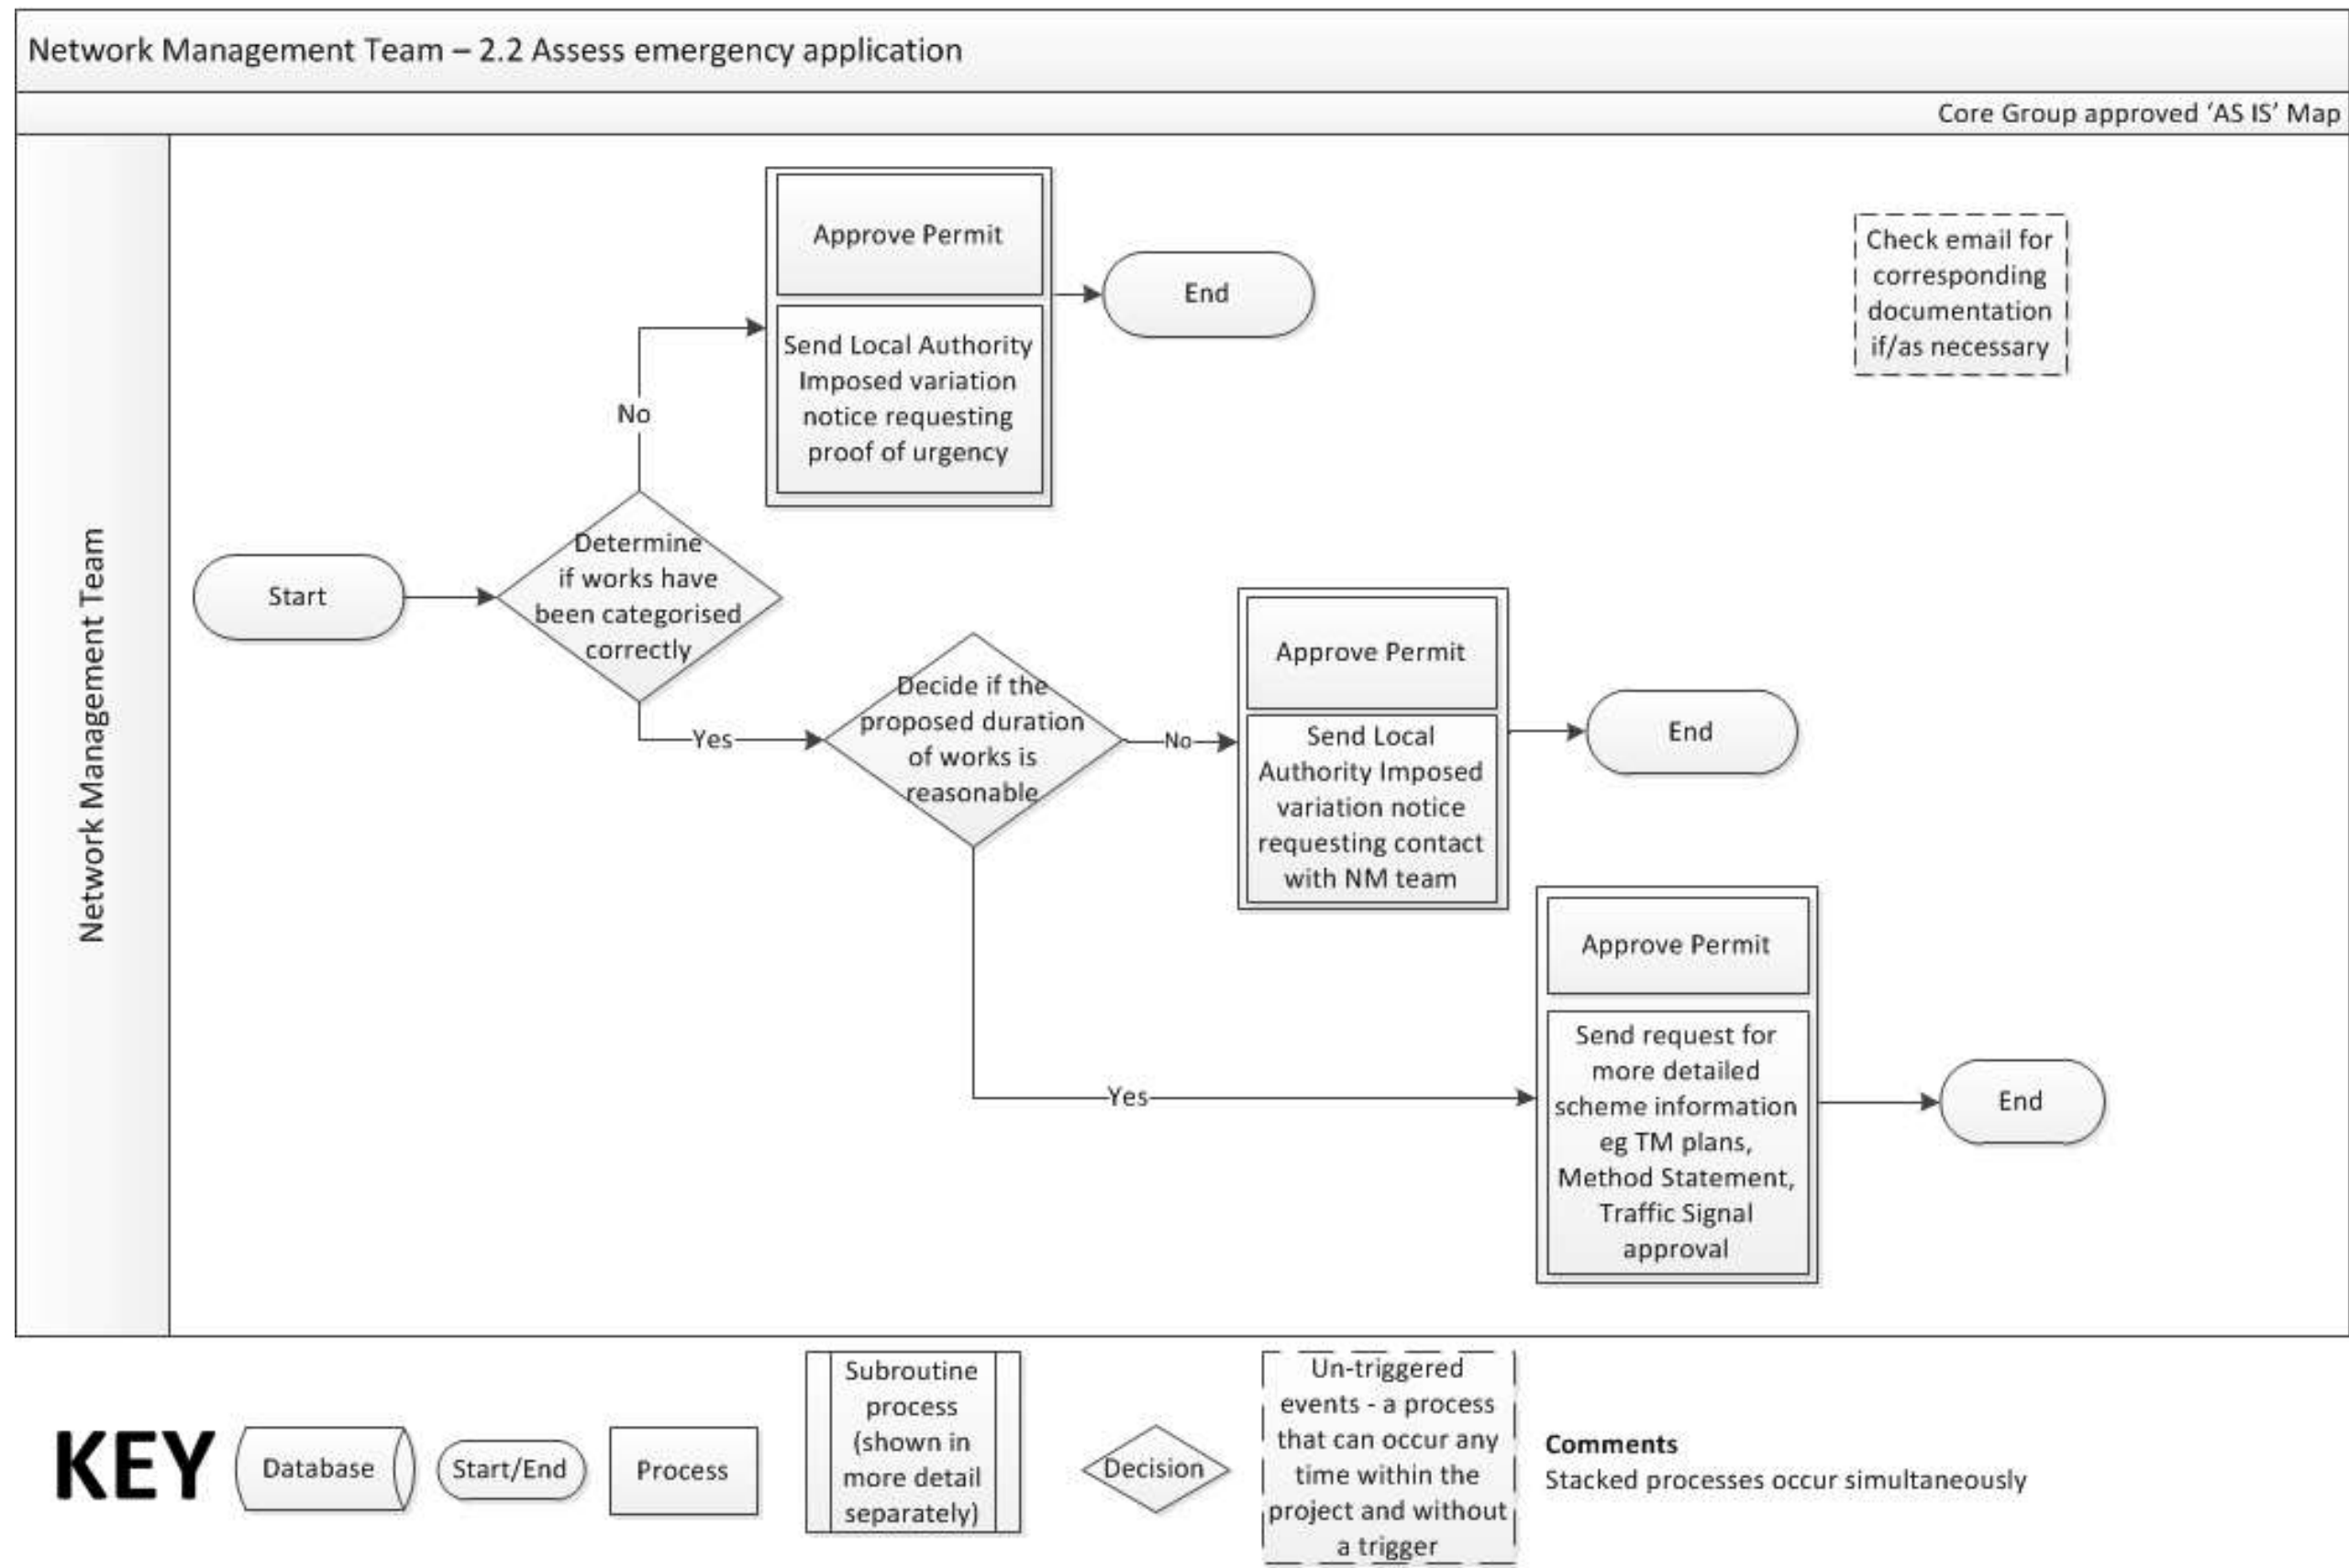 Network Management Team – 2.2 Assess emergency application
Core Group approved ‘AS IS’ Map
Network Management Team
Approve Permit
Send Local Authority
Imposed variation
notice requesting
proof of urgency
End
Check email for
corresponding
documentation
if/as necessary
No
Start
Determine
if works have
been categorised
correctly
Yes
Decide if the
proposed duration
of works is
reasonable
No
Approve Permit
Send Local
Authority Imposed
variation notice
requesting contact
with NM team
End
Yes
Approve Permit
Send request for
more detailed
scheme information
eg TM plans,
Method Statement,
Traffic Signal
approval
End
KEY
Database
Start/End
Process
Subroutine
process
(shown in
more detail
separately)
Decision
Un-triggered
events - a process
that can occur any
time within the
project and without
a trigger
Comments
Stacked processes occur simultaneously